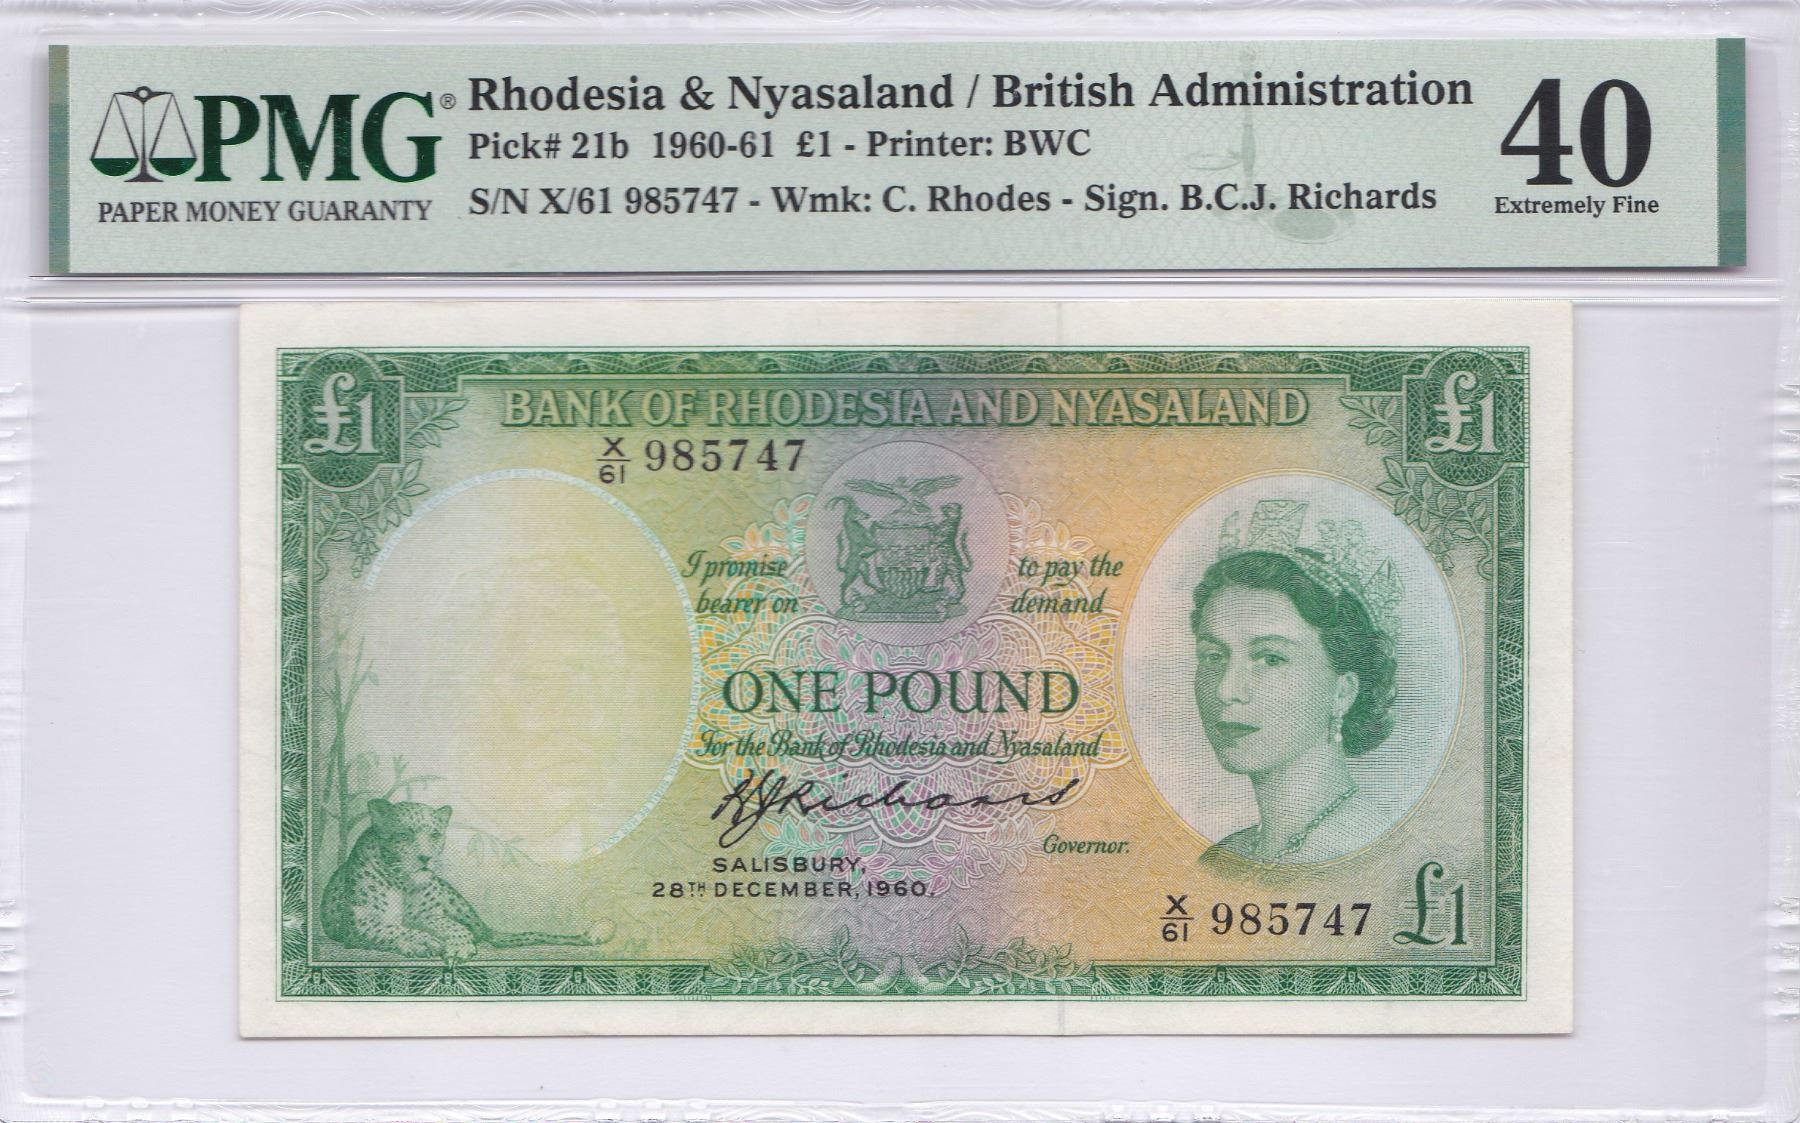 PMG®
PAPER MONEY GUARANTY
Rhodesia & Nyasaland / British Administration
Pick# 21b 1960-61 £1 - Printer: BWC
S/N X/61 985747 - Wmk: C. Rhodes - Sign. B.C.J. Richards
40
Extremely Fine
£1
BANK OF RHODESIA AND NYASALAND
£1
X/61 985747
I promise to pay the
bearer on demand
ONE POUND
For the Bank of Rhodesia and Nyasaland
BJRichards
Governor.
SALISBURY,
28TH DECEMBER, 1960.
X/61 985747 £1